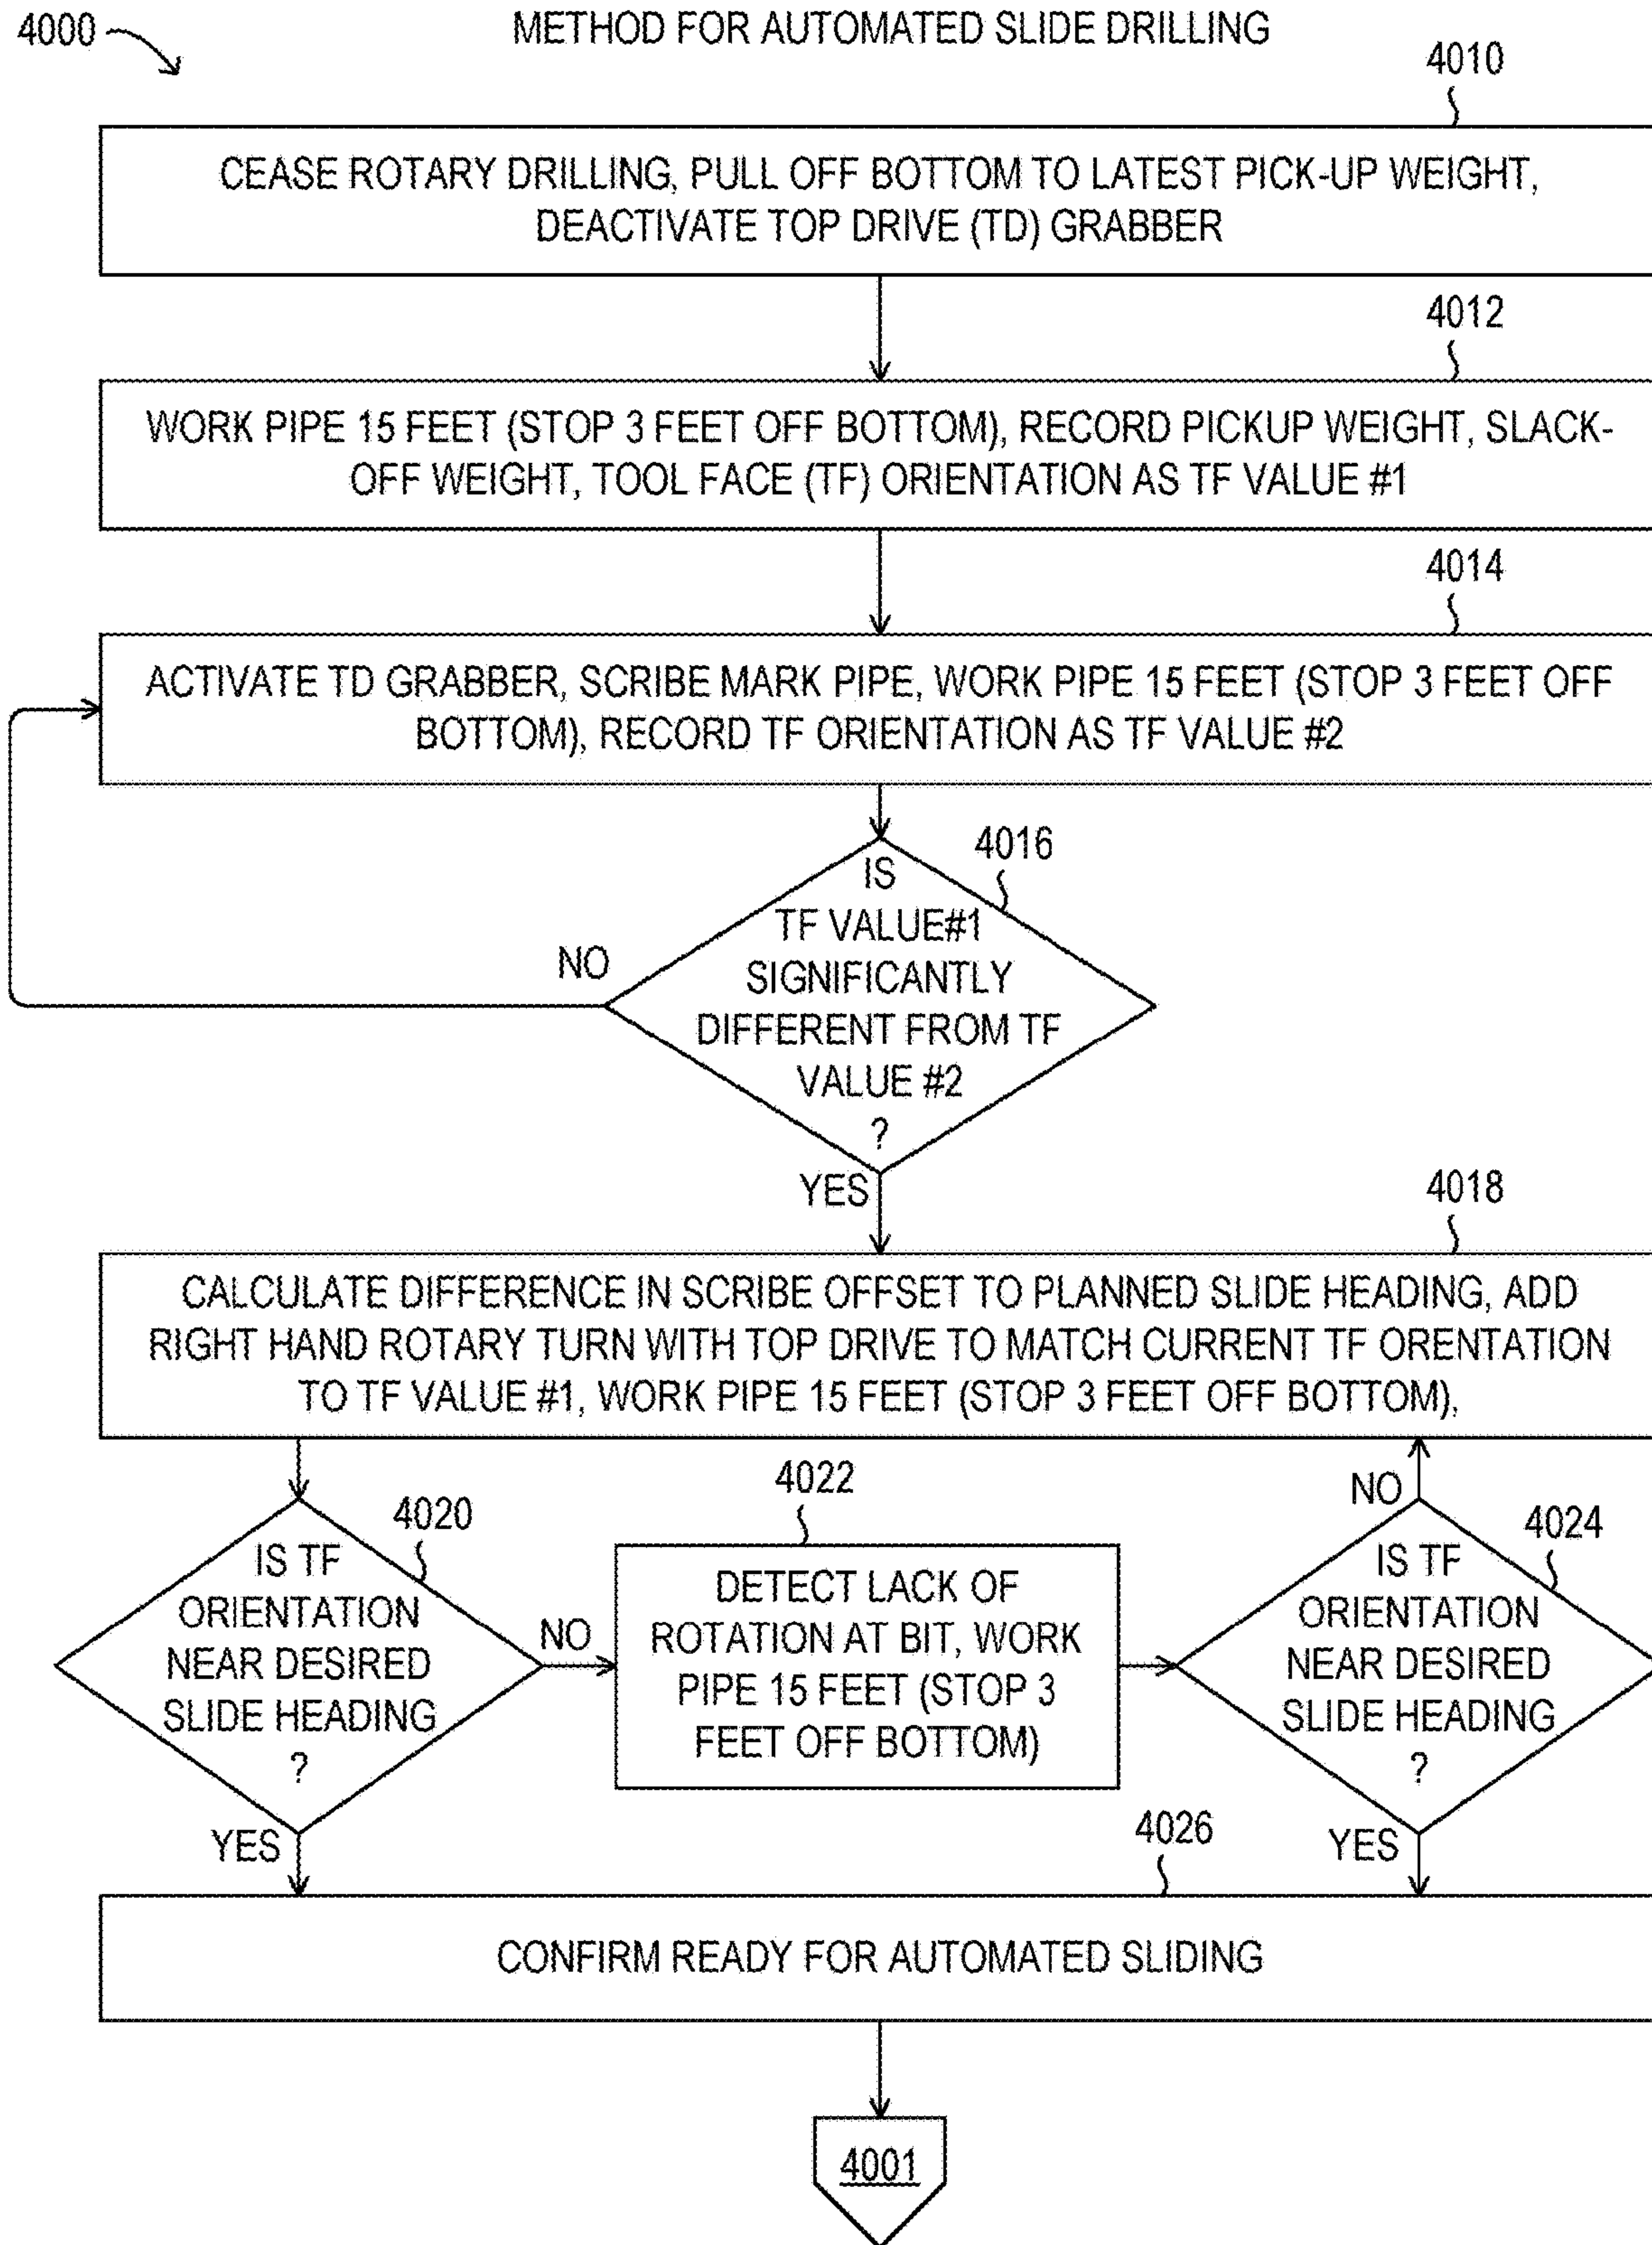 4000
METHOD FOR AUTOMATED SLIDE DRILLING
4010
CEASE ROTARY DRILLING, PULL OFF BOTTOM TO LATEST PICK-UP WEIGHT,
DEACTIVATE TOP DRIVE (TD) GRABBER
4012
WORK PIPE 15 FEET (STOP 3 FEET OFF BOTTOM), RECORD PICKUP WEIGHT, SLACK-
OFF WEIGHT, TOOL FACE (TF) ORIENTATION AS TF VALUE #1
4014
ACTIVATE TD GRABBER, SCRIBE MARK PIPE, WORK PIPE 15 FEET (STOP 3 FEET OFF
BOTTOM), RECORD TF ORIENTATION AS TF VALUE #2
4016
IS
TF VALUE#1
SIGNIFICANTLY
DIFFERENT FROM TF
VALUE #2
?
NO
YES
4018
CALCULATE DIFFERENCE IN SCRIBE OFFSET TO PLANNED SLIDE HEADING, ADD
RIGHT HAND ROTARY TURN WITH TOP DRIVE TO MATCH CURRENT TF ORENTATION
TO TF VALUE #1, WORK PIPE 15 FEET (STOP 3 FEET OFF BOTTOM),
4020
IS TF
ORIENTATION
NEAR DESIRED
SLIDE HEADING
?
NO
YES
4022
DETECT LACK OF
ROTATION AT BIT, WORK
PIPE 15 FEET (STOP 3
FEET OFF BOTTOM)
NO
4024
IS TF
ORIENTATION
NEAR DESIRED
SLIDE HEADING
?
YES
4026
CONFIRM READY FOR AUTOMATED SLIDING
4001